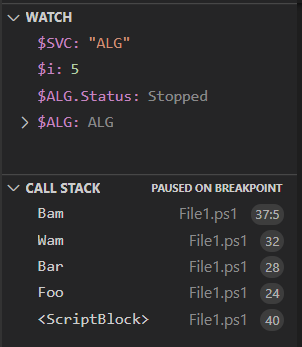 WATCH
$SVC: "ALG"
$i: 5
$ALG.Status: Stopped
$ALG: ALG
CALL STACK PAUSED ON BREAKPOINT
Bam File1.ps1 37:5
Wam File1.ps1 32
Bar File1.ps1 28
Foo File1.ps1 24
<ScriptBlock> File1.ps1 40